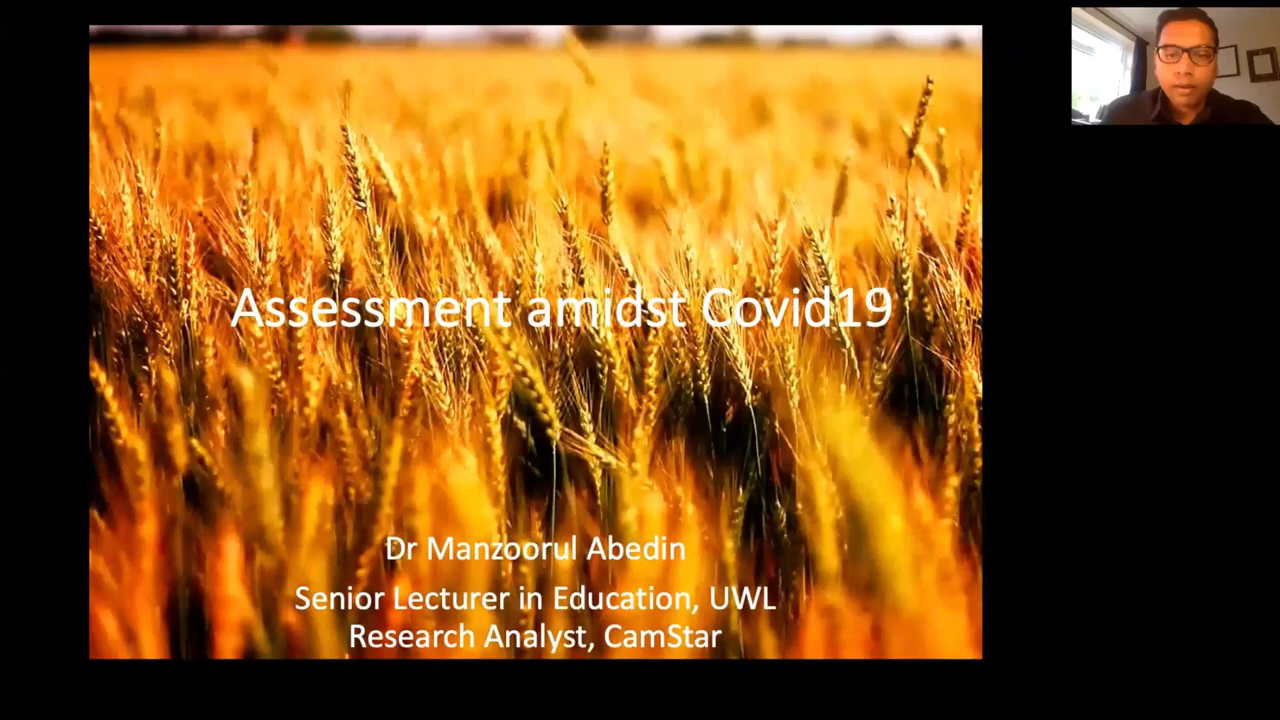 Assessment amidst Covid19
Dr Manzoorul Abedin
Senior Lecturer in Education, UWL
Research Analyst, CamStar